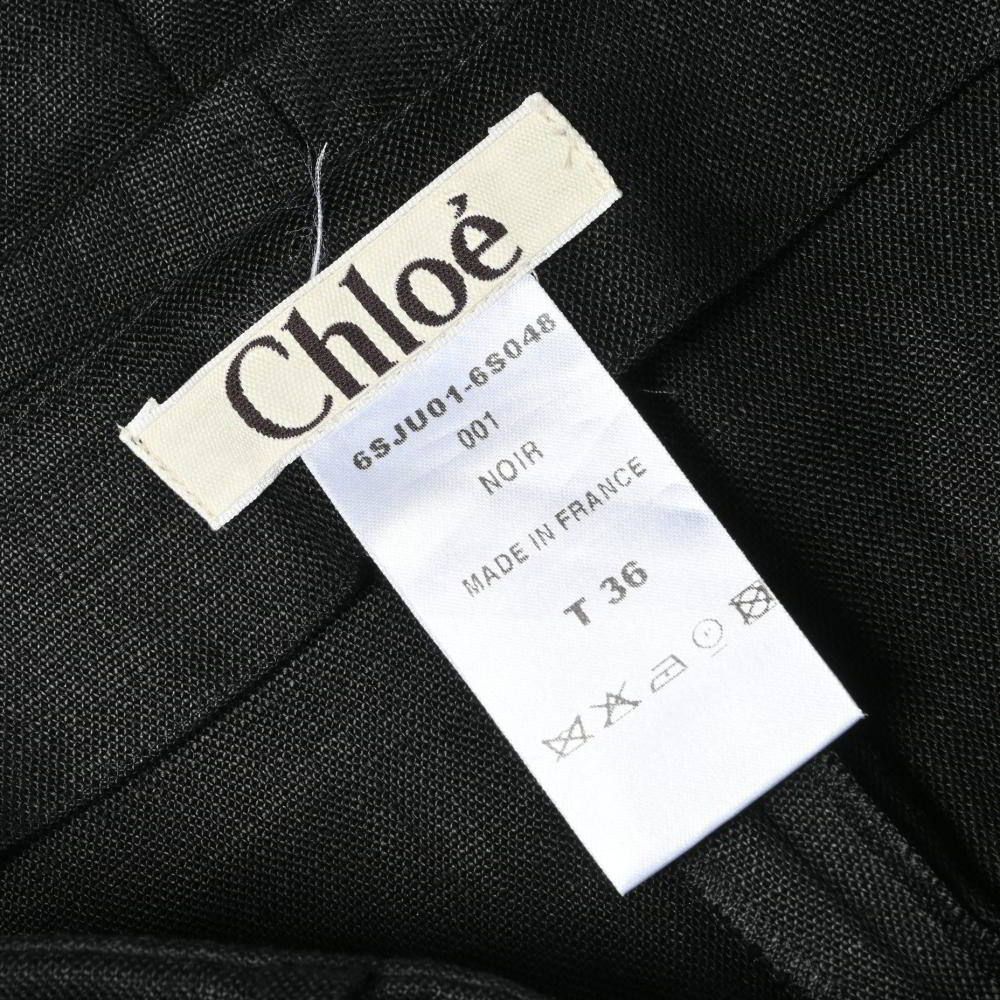 Chloé
6SJU01-6S048
001
NOIR
MADE IN FRANCE
T 36